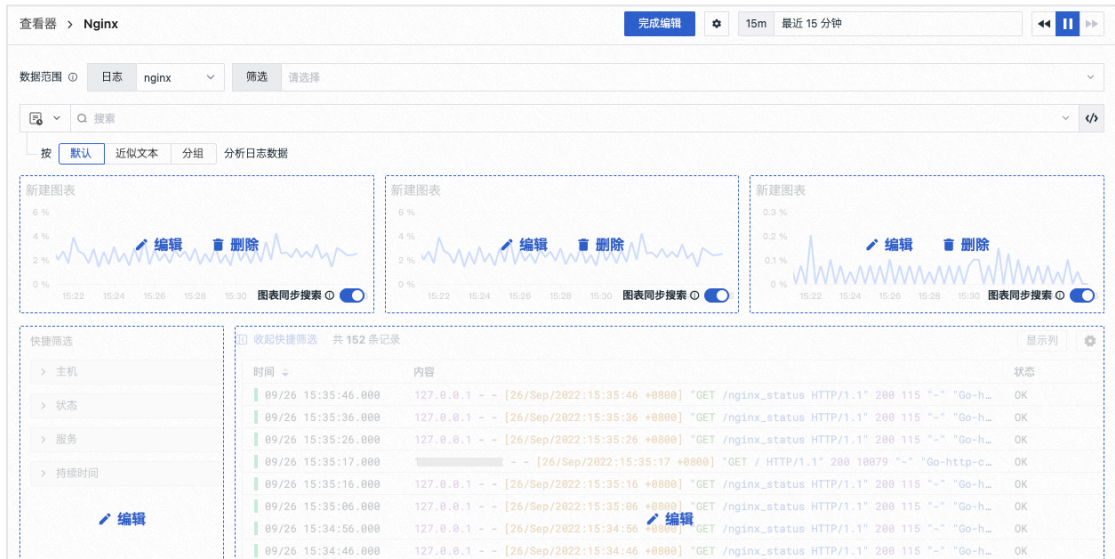 查看器 > Nginx 完成编辑 15m 最近 15 分钟
数据范围 日志 nginx 筛选 请选择
搜索 </>
按 默认 近似文本 分组 分析日志数据
新建图表 新建图表 新建图表
6 % 6 % 0.3 %
4 % 4 % 0.2 %
编辑 删除 编辑 删除 编辑 删除
2 % 2 % 0.1 %
0 % 0 % 0 %
15:22 15:24 15:26 15:28 15:30 图表同步搜索 15:22 15:24 15:26 15:28 15:30 图表同步搜索 15:22 15:24 15:26 15:28 15:30 图表同步搜索
快捷筛选 收起快捷筛选 共 152 条记录 显示列
主机 时间 内容 状态
09/26 15:35:46.000 127.0.0.1 - - [26/Sep/2022:15:35:46 +0800] "GET /nginx_status HTTP/1.1" 200 115 "-" "Go-h… OK
状态 09/26 15:35:36.000 127.0.0.1 - - [26/Sep/2022:15:35:36 +0800] "GET /nginx_status HTTP/1.1" 200 115 "-" "Go-h… OK
服务 09/26 15:35:26.000 127.0.0.1 - - [26/Sep/2022:15:35:26 +0800] "GET /nginx_status HTTP/1.1" 200 115 "-" "Go-h… OK
持续时间 09/26 15:35:17.000 - - [26/Sep/2022:15:35:17 +0800] "GET / HTTP/1.1" 200 10079 "-" "Go-http-c… OK
09/26 15:35:16.000 127.0.0.1 - - [26/Sep/2022:15:35:16 +0800] "GET /nginx_status HTTP/1.1" 200 115 "-" "Go-h… OK
09/26 15:35:06.000 127.0.0.1 - - [26/Sep/2022:15:35:06 +0800] "GET /nginx_status HTTP/1.1" 200 115 "-" "Go-h… OK
编辑 编辑
09/26 15:34:56.000 127.0.0.1 - - [26/Sep/2022:15:34:56 +0800] "GET /nginx_status HTTP/1.1" 200 115 "-" "Go-h… OK
09/26 15:34:46.000 127.0.0.1 - - [26/Sep/2022:15:34:46 +0800] "GET /nginx_status HTTP/1.1" 200 115 "-" "Go-h… OK